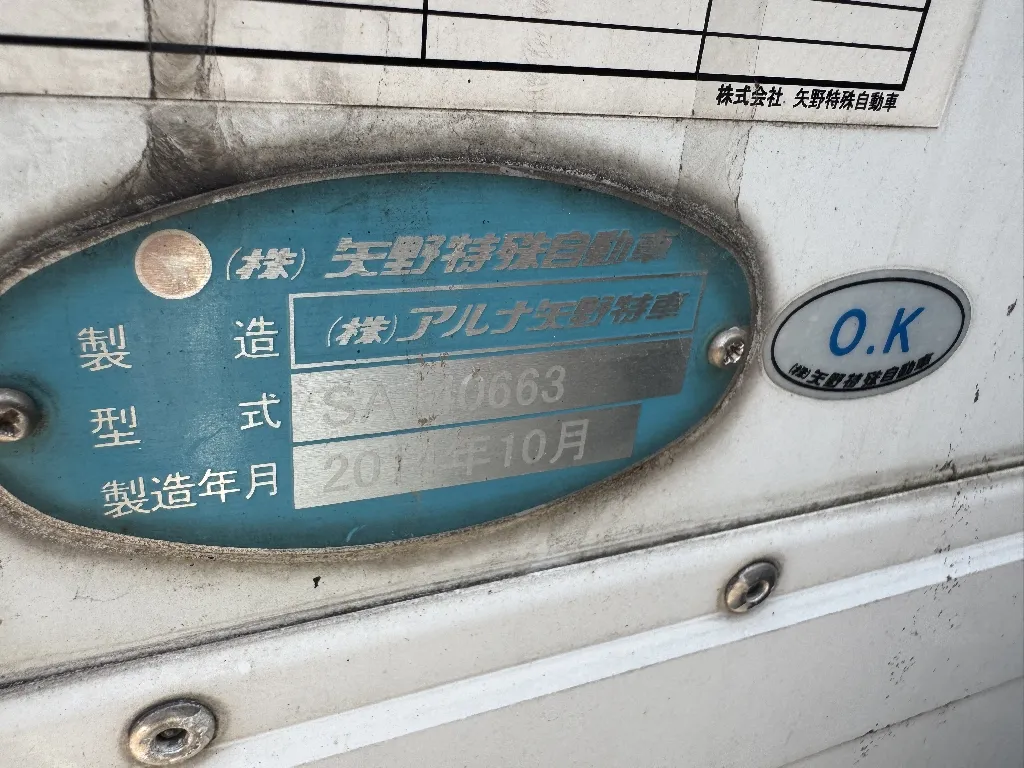 株式会社 矢野特殊自動車
(株) 矢野特殊自動車
製造 (株)アルナ矢野特車
型式
製造年月 10月
O.K
(株)矢野特殊自動車